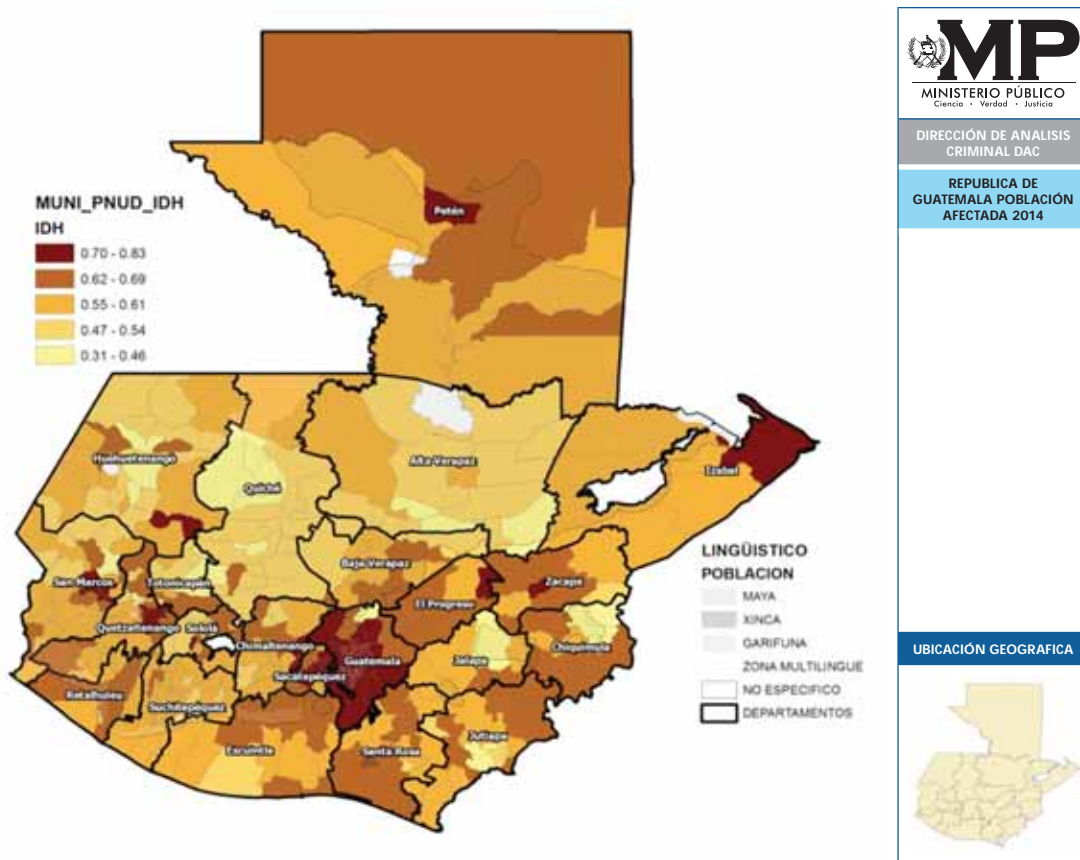 MUNI_PNUD_IDH
IDH
0.70 - 0.83
0.62 - 0.69
0.55 - 0.61
0.47 - 0.54
0.31 - 0.46
Petén
Huehuetenango
Quiché
Alta Verapaz
Izabal
San Marcos
Totonicapán
Baja Verapaz
Zacapa
El Progreso
Quetzaltenango
Sololá
Chimaltenango
Guatemala
Jalapa
Chiquimula
Sacatepéquez
Retalhuleu
Suchitepéquez
Escuintla
Santa Rosa
Jutiapa
LINGÜISTICO
POBLACION
MAYA
XINCA
GARIFUNA
ZONA MULTILINGUE
NO ESPECIFICO
DEPARTAMENTOS
MP
MINISTERIO PÚBLICO
Ciencia • Verdad • Justicia
DIRECCIÓN DE ANALISIS
CRIMINAL DAC
REPUBLICA DE
GUATEMALA POBLACIÓN
AFECTADA 2014
UBICACIÓN GEOGRAFICA